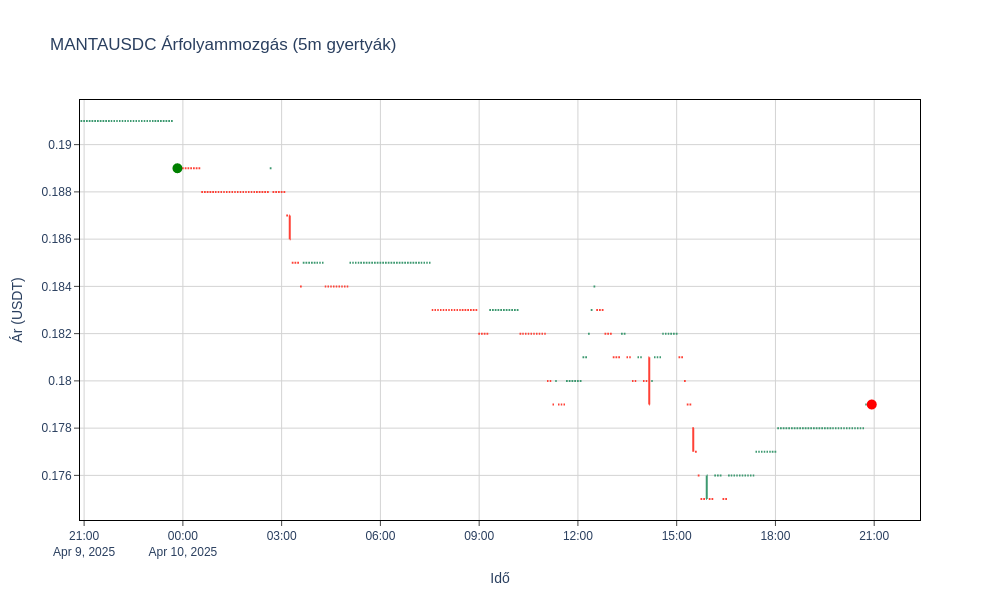 MANTAUSDC Árfolyammozgás (5m gyertyák)
0.19
0.188
0.186
0.184
0.182
0.18
0.178
0.176
Ár (USDT)
21:00 00:00 03:00 06:00 09:00 12:00 15:00 18:00 21:00
Apr 9, 2025 Apr 10, 2025
Idő